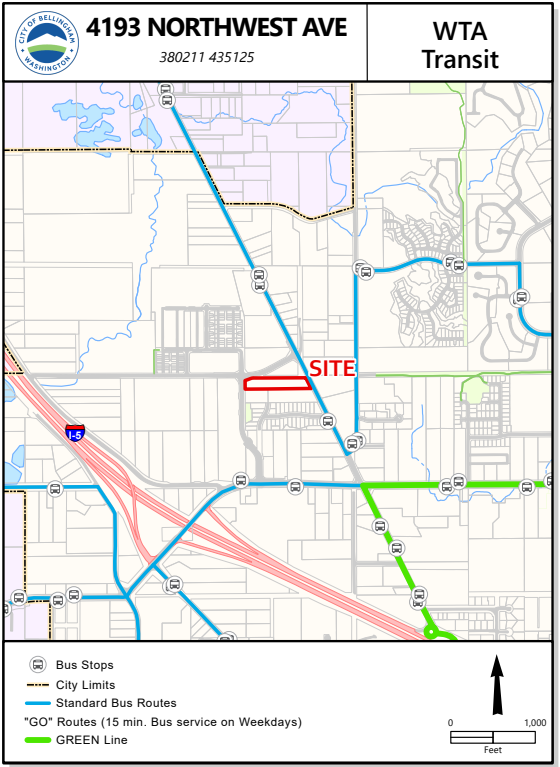 CITY OF BELLINGHAM
WASHINGTON
4193 NORTHWEST AVE
380211 435125
WTA
Transit
SITE
I-5
Bus Stops
City Limits
Standard Bus Routes
"GO" Routes (15 min. Bus service on Weekdays)
GREEN Line
0 1,000
Feet